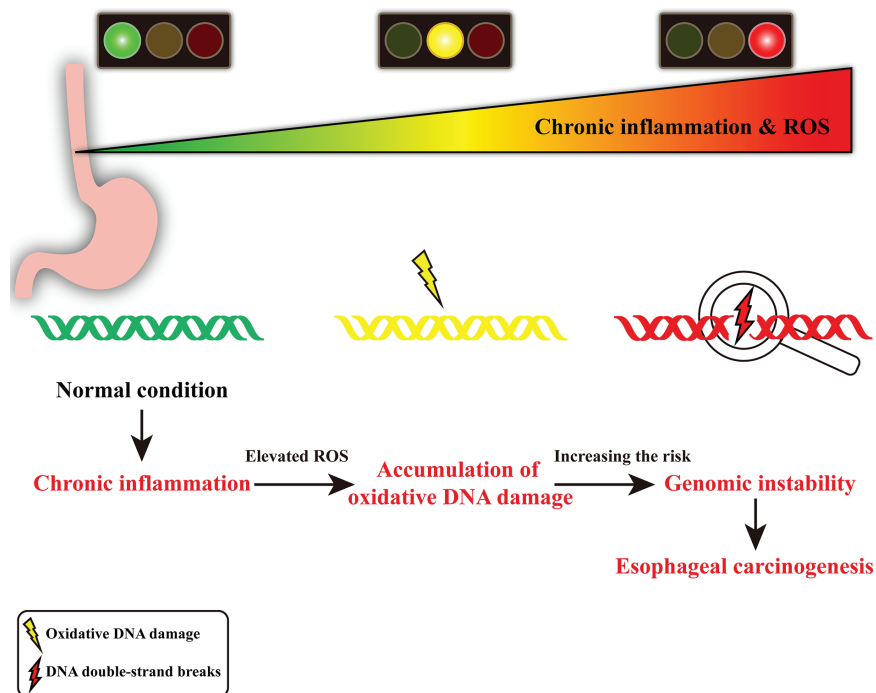 Chronic inflammation & ROS
Normal condition
Chronic inflammation
Elevated ROS
Accumulation of
oxidative DNA damage
Increasing the risk
Genomic instability
Esophageal carcinogenesis
Oxidative DNA damage
DNA double-strand breaks